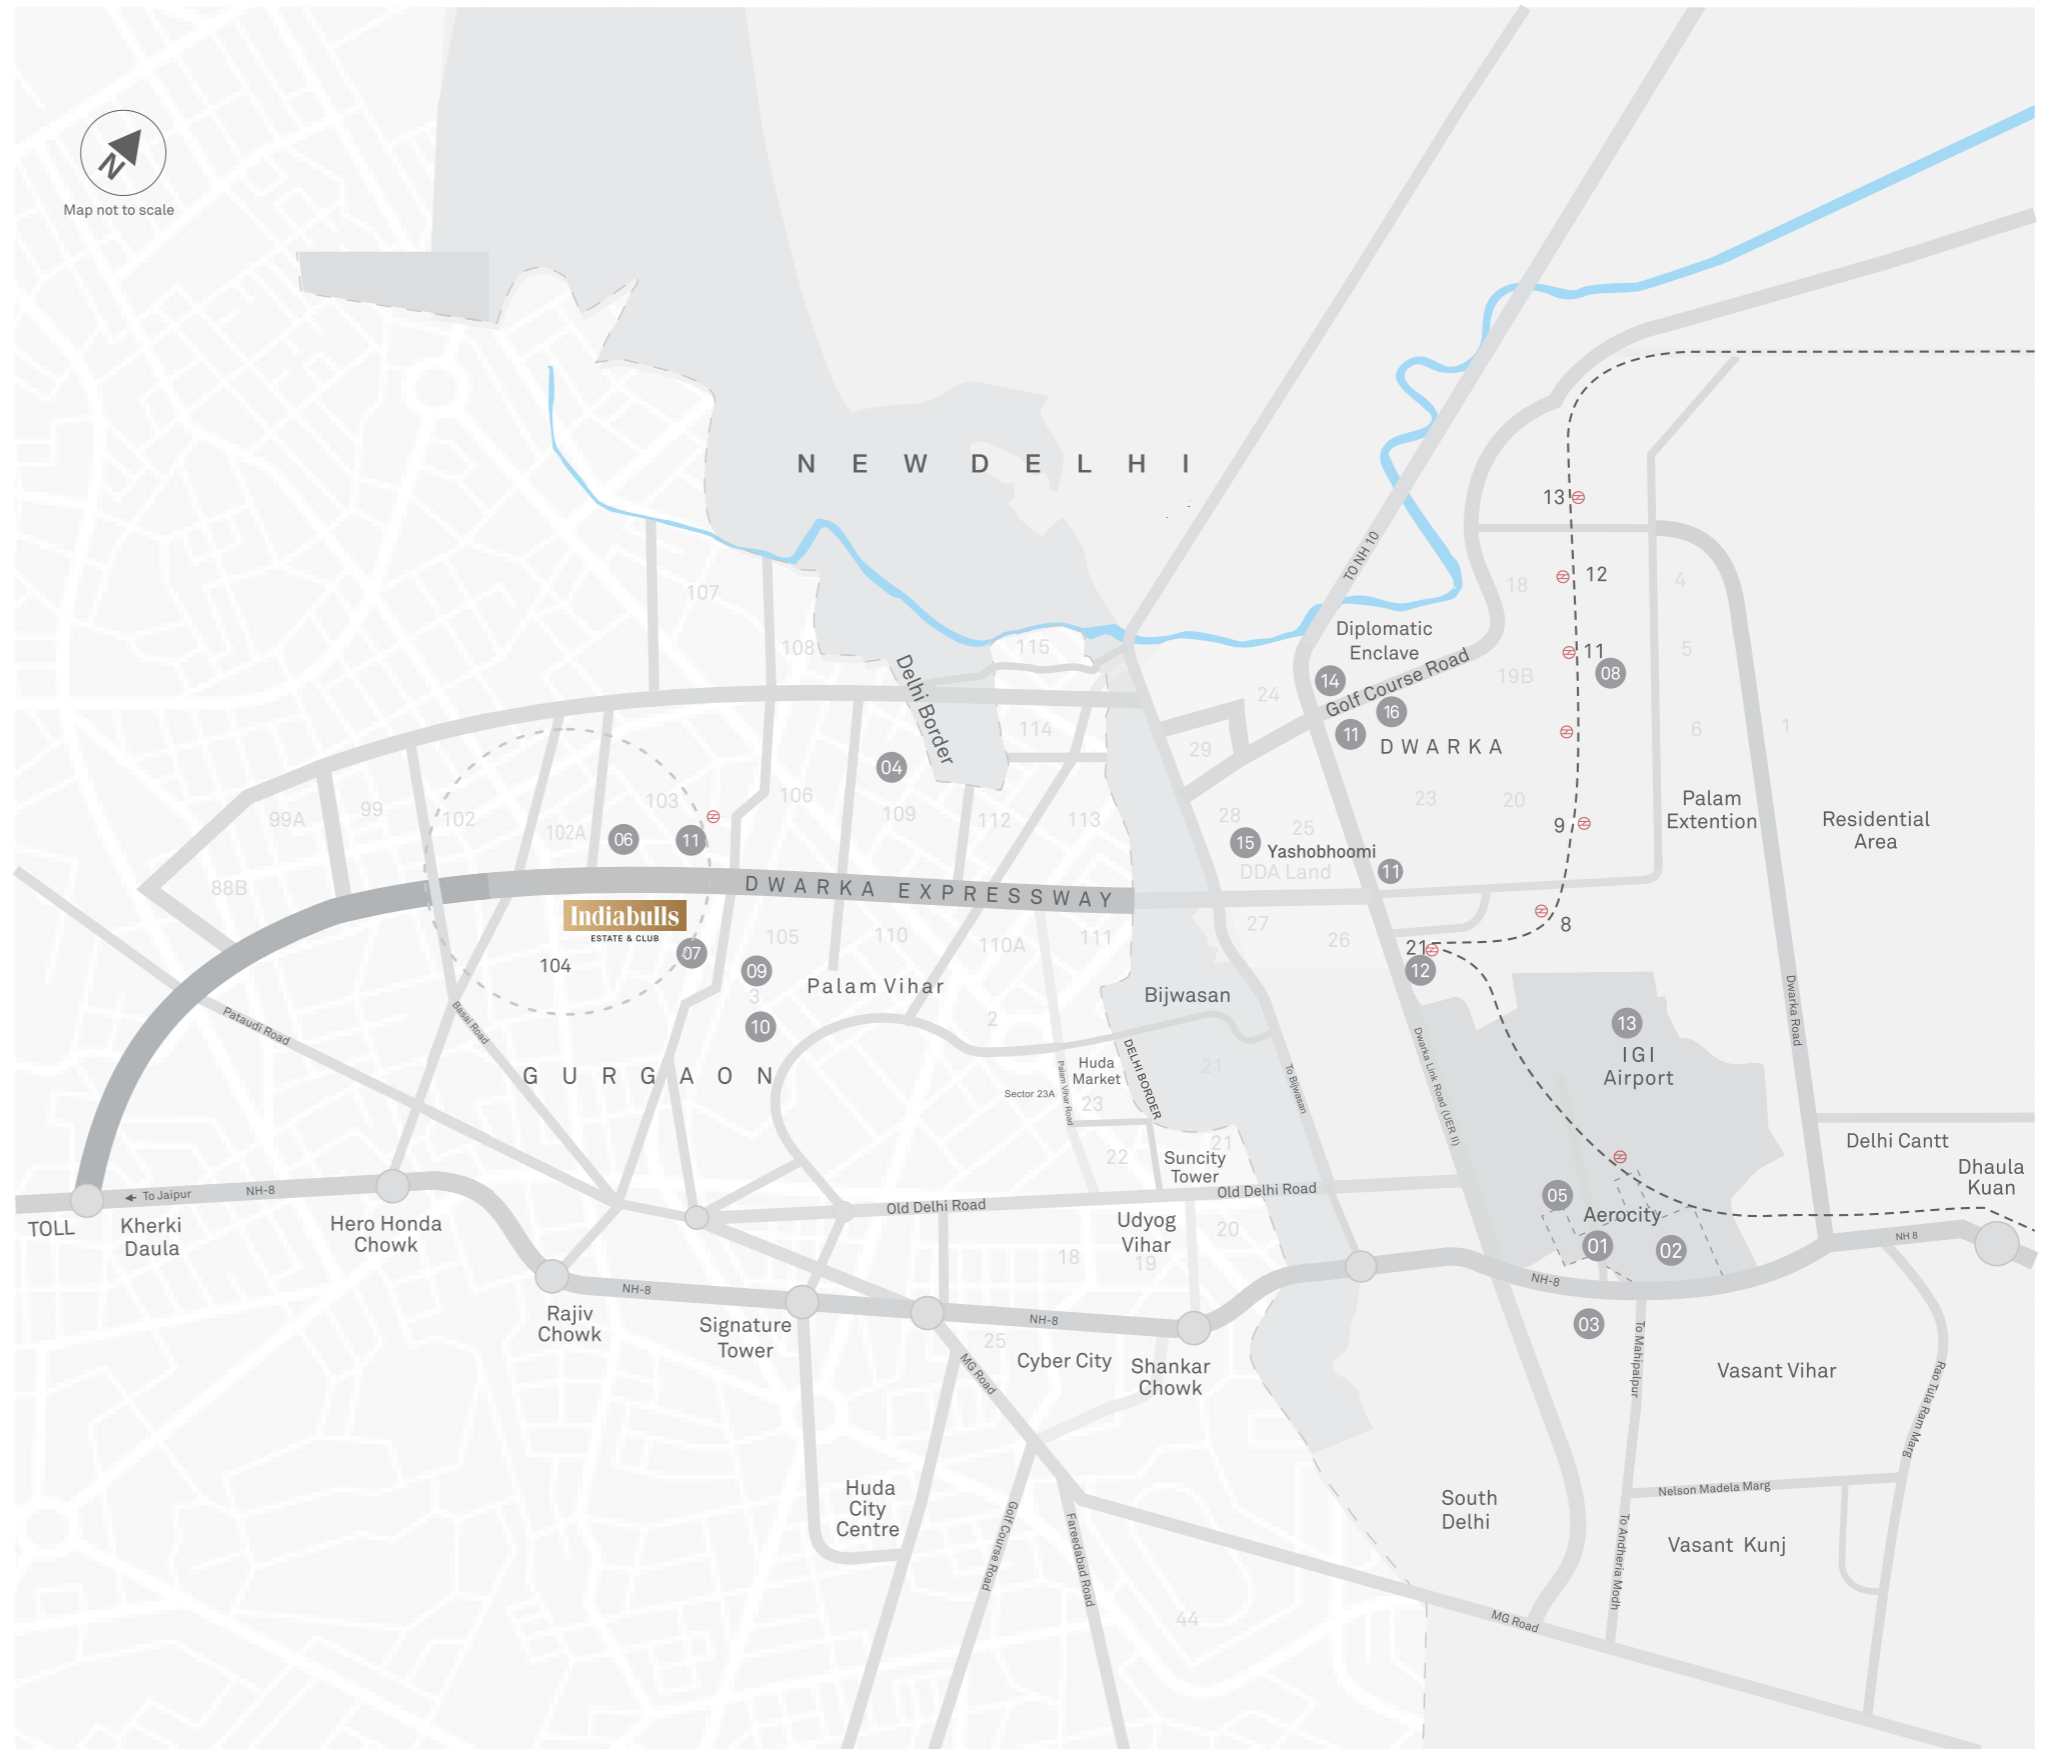 N
Map not to scale
N E W D E L H I
13
TO NH 10
12
18
4
107
Diplomatic
Enclave
108
115
11
5
08
14
Golf Course Road
19B
24
16
Delhi Border
114
11
DWARKA
6
1
29
04
103
106
23
20
Palam
Extention
99A
99
102
102A
109
112
113
28
25
9
Residential
Area
06
11
15
Yashobhoomi
DDA Land
11
88B
DWARKA EXPRESSWAY
Indiabulls
ESTATE & CLUB
104
07
105
110
110A
111
27
26
8
21
12
09
3
Palam Vihar
Bijwasan
10
2
Pataudi Road
Basai Road
13
IGI
Airport
Dwarka Road
GURGAON
Huda
Market
Sector 23A
23
Palam Vihar Road
DELHI BORDER
21
To Bijwasan
Dwarka Link Road (UER II)
22
21
Suncity
Tower
Delhi Cantt
Dhaula
Kuan
To Jaipur
NH-8
Old Delhi Road
Old Delhi Road
05
Aerocity
01
02
TOLL
Kherki
Daula
Hero Honda
Chowk
Udyog
Vihar
20
18
19
NH 8
NH-8
NH-8
NH-8
Rajiv
Chowk
Signature
Tower
25
Cyber City
Shankar
Chowk
MG Road
03
To Mahipalpur
Vasant Vihar
Rao Tula Ram Marg
Huda
City
Centre
Golf Course Road
Fareedabad Road
South
Delhi
Nelson Madela Marg
To Andheria Modh
Vasant Kunj
44
MG Road